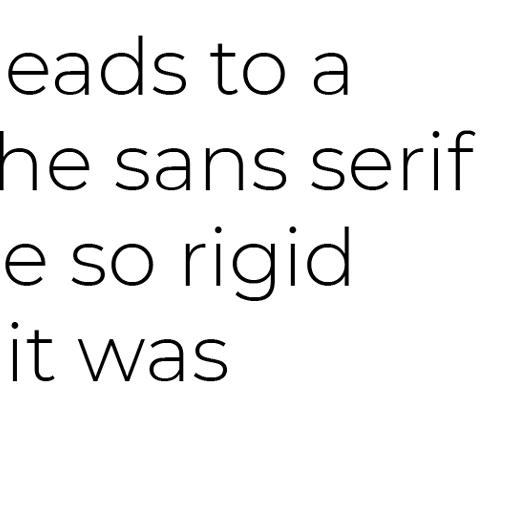 eads to a
he sans serif
e so rigid
it was